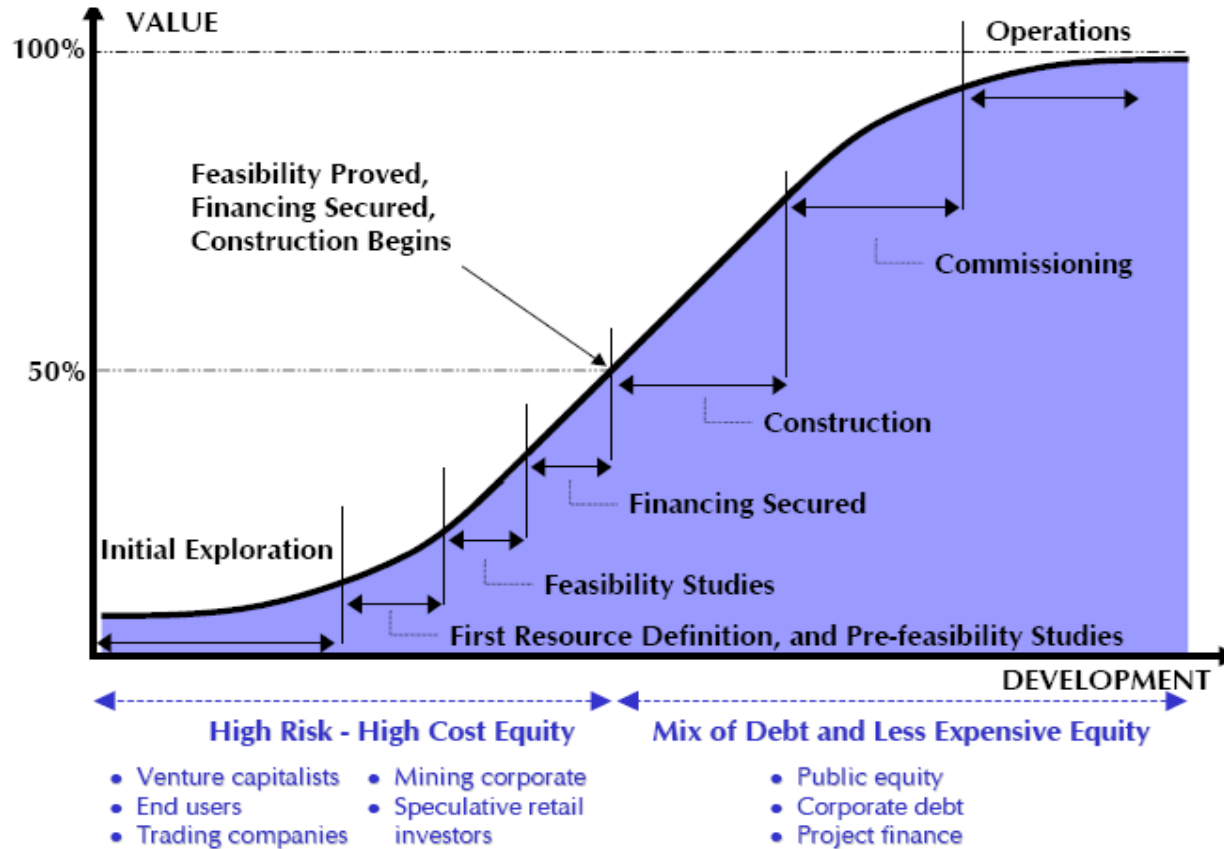 VALUE
100%
Operations
Feasibility Proved,
Financing Secured,
Construction Begins
Commissioning
50%
Construction
Financing Secured
Initial Exploration
Feasibility Studies
First Resource Definition, and Pre-feasibility Studies
DEVELOPMENT
High Risk - High Cost Equity
Mix of Debt and Less Expensive Equity
• Venture capitalists
• End users
• Trading companies
• Mining corporate
• Speculative retail
investors
• Public equity
• Corporate debt
• Project finance